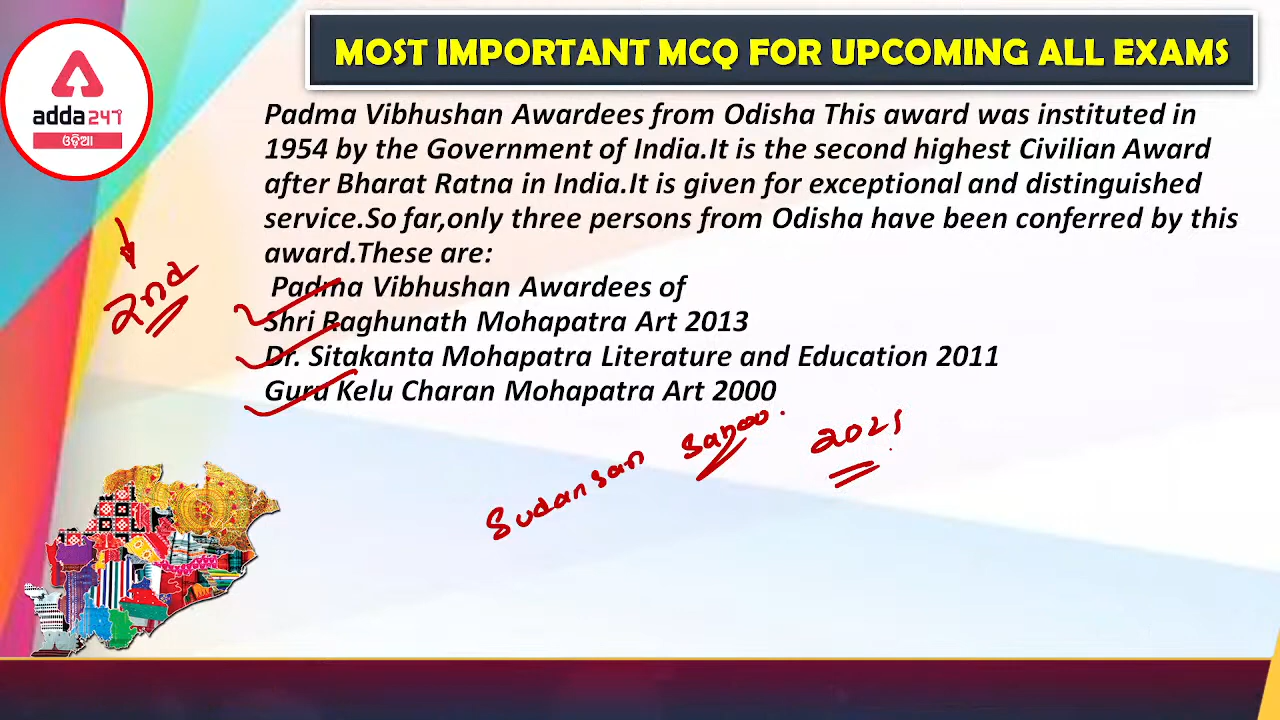 MOST IMPORTANT MCQ FOR UPCOMING ALL EXAMS
adda247
ଓଡ଼ିଆ
Padma Vibhushan Awardees from Odisha This award was instituted in
1954 by the Government of India.It is the second highest Civilian Award
after Bharat Ratna in India.It is given for exceptional and distinguished
service.So far,only three persons from Odisha have been conferred by this
award.These are:
Padma Vibhushan Awardees of
Shri Raghunath Mohapatra Art 2013
Dr. Sitakanta Mohapatra Literature and Education 2011
Guru Kelu Charan Mohapatra Art 2000
2nd
Sudansan 2021